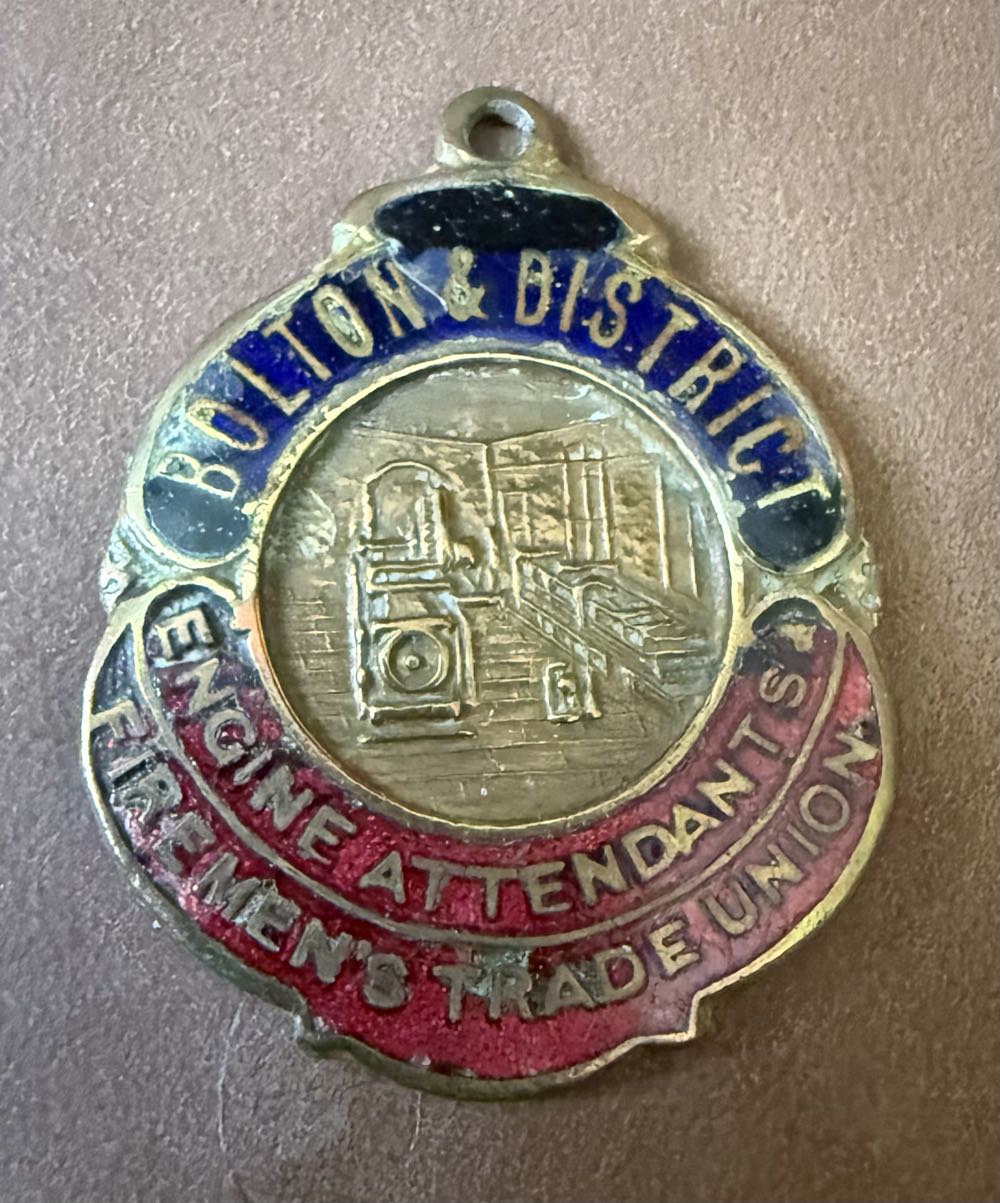 BOLTON & DISTRICT
ENGINE ATTENDANTS &
FIREMEN'S TRADE UNION